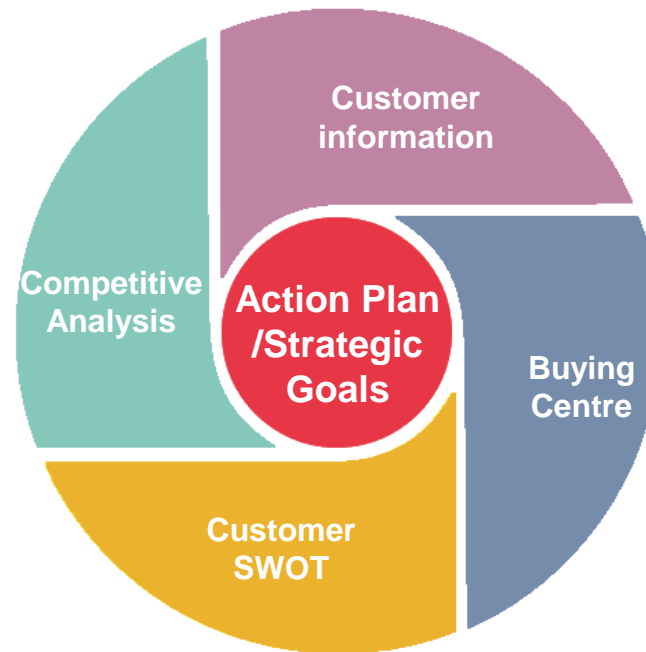 Customer
information
Competitive
Analysis
Action Plan
/Strategic
Goals
Buying
Centre
Customer
SWOT